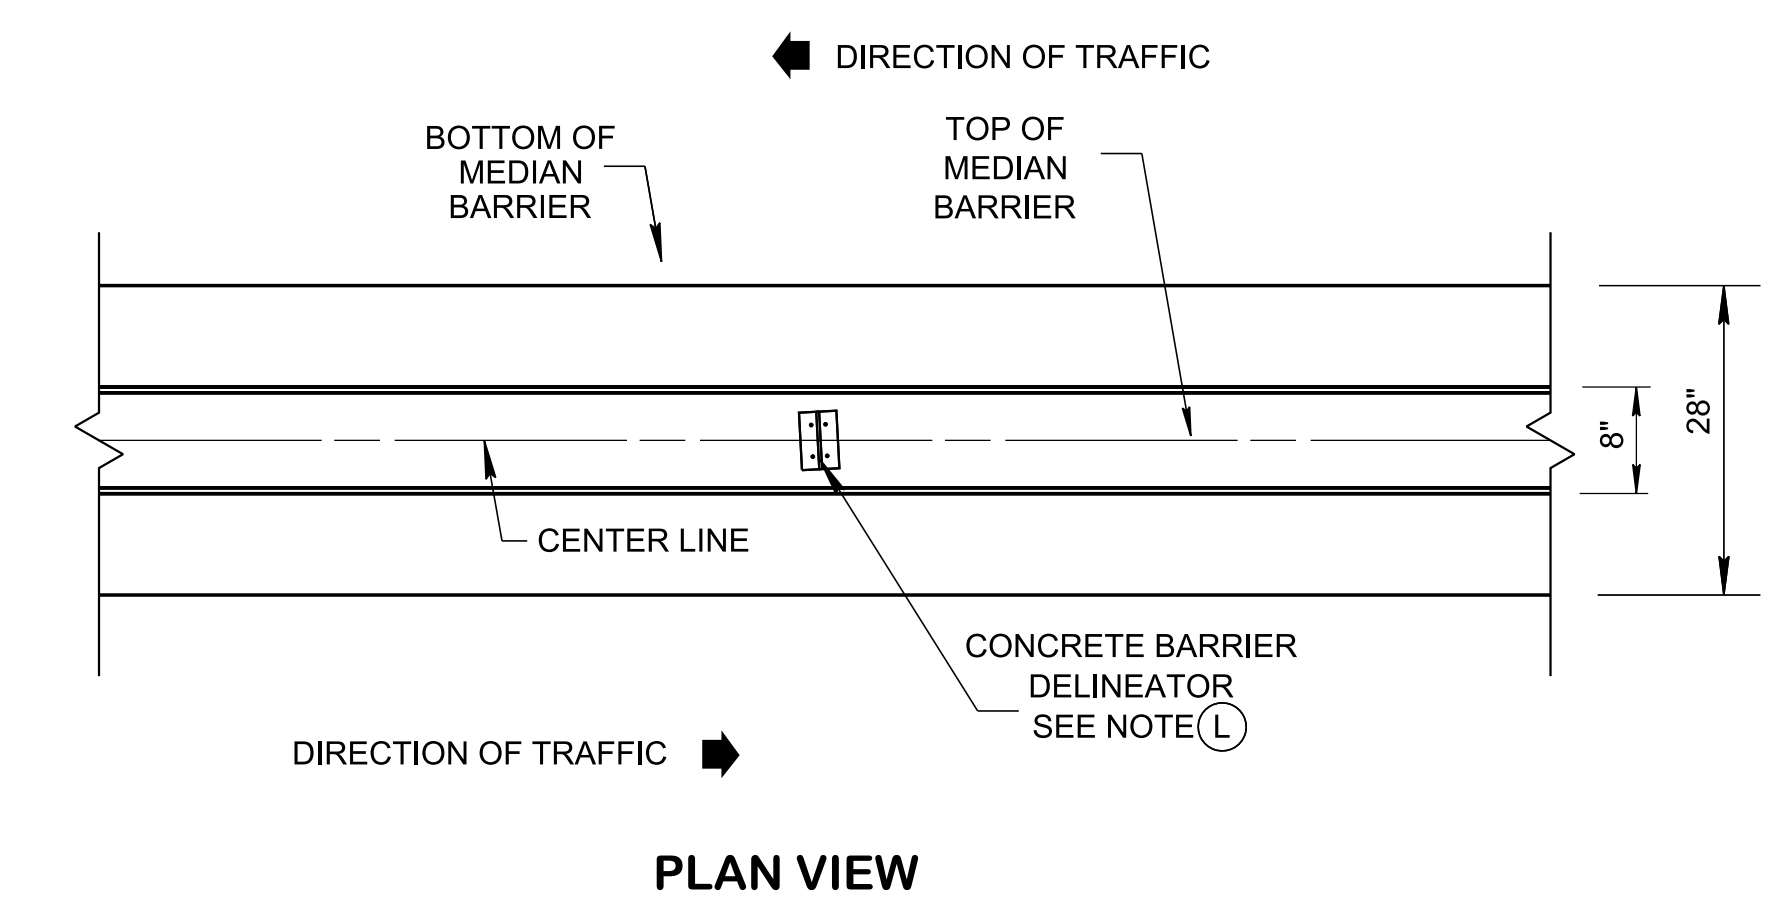 DIRECTION OF TRAFFIC
BOTTOM OF
MEDIAN
BARRIER
TOP OF
MEDIAN
BARRIER
8"
28"
CENTER LINE
CONCRETE BARRIER
DELINEATOR
SEE NOTE L
DIRECTION OF TRAFFIC
PLAN VIEW